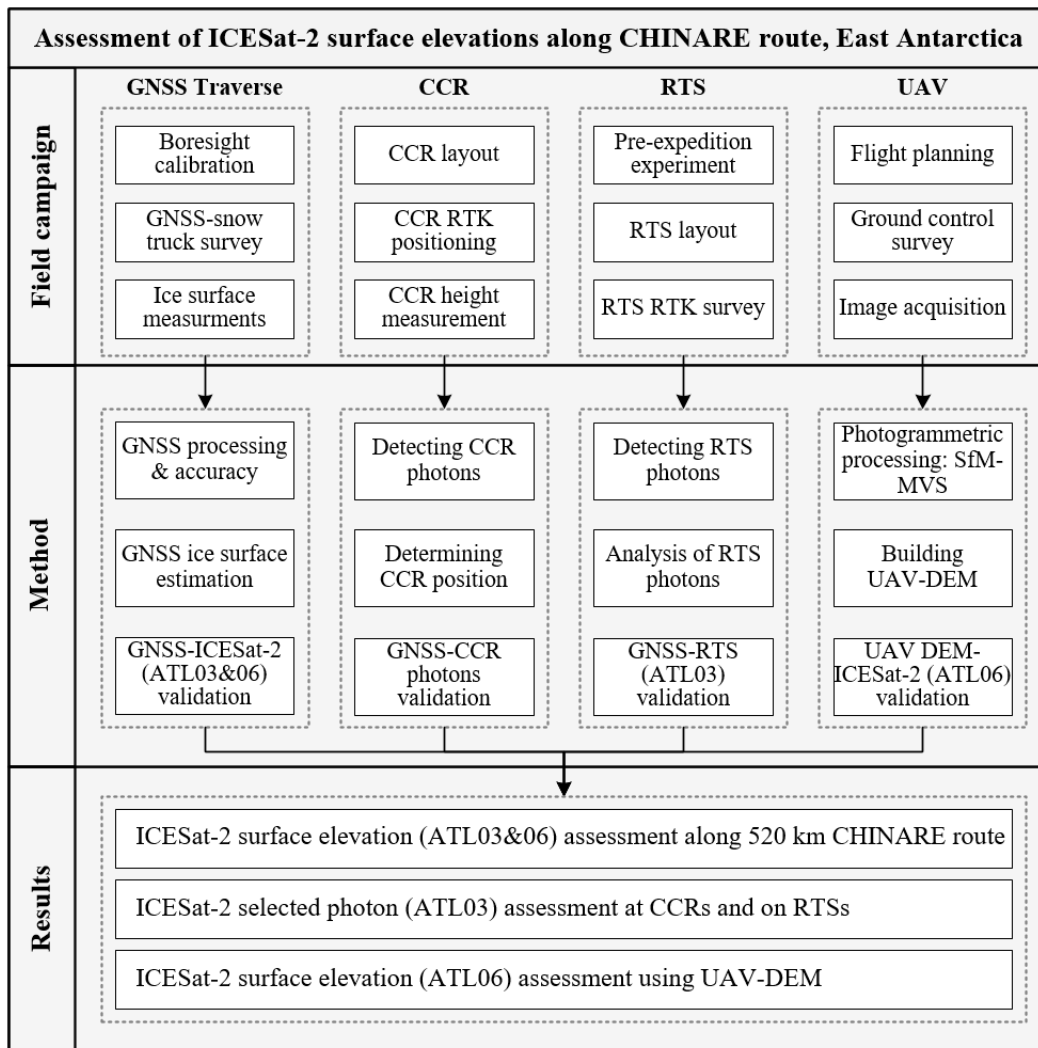 Assessment of ICESat-2 surface elevations along CHINARE route, East Antarctica
Field campaign
GNSS Traverse
Boresight
calibration
GNSS-snow
truck survey
Ice surface
measurments
CCR
CCR layout
CCR RTK
positioning
CCR height
measurement
RTS
Pre-expedition
experiment
RTS layout
RTS RTK survey
UAV
Flight planning
Ground control
survey
Image acquisition
Method
GNSS processing
& accuracy
GNSS ice surface
estimation
GNSS-ICESat-2
(ATL03&06)
validation
Detecting CCR
photons
Determining
CCR position
GNSS-CCR
photons
validation
Detecting RTS
photons
Analysis of RTS
photons
GNSS-RTS
(ATL03)
validation
Photogrammetric
processing: SfM-
MVS
Building
UAV-DEM
UAV DEM-
ICESat-2 (ATL06)
validation
Results
ICESat-2 surface elevation (ATL03&06) assessment along 520 km CHINARE route
ICESat-2 selected photon (ATL03) assessment at CCRs and on RTSs
ICESat-2 surface elevation (ATL06) assessment using UAV-DEM